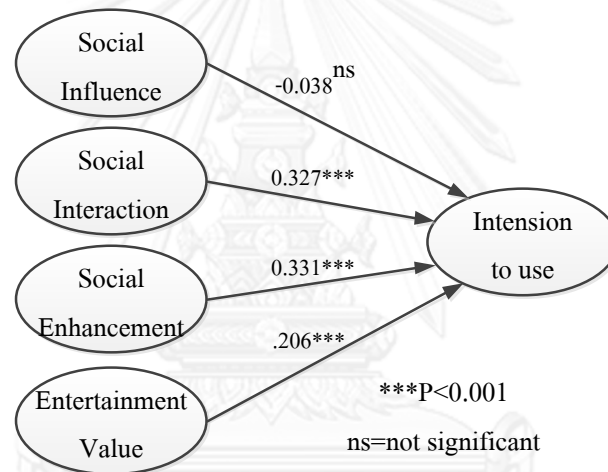 Social
Influence
-0.038ns
Social
Interaction
0.327***
Social
Enhancement
0.331***
Entertainment
Value
.206***
Intension
to use
***P<0.001
ns=not significant